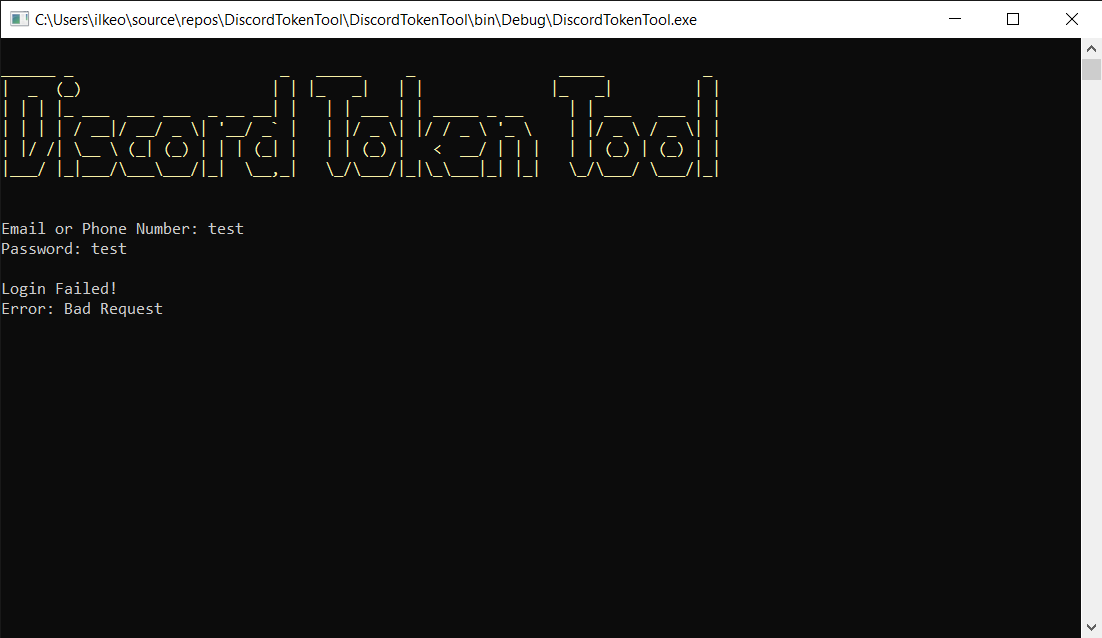 C:\Users\ilkeo\source\repos\DiscordTokenTool\DiscordTokenTool\bin\Debug\DiscordTokenTool.exe
Discord Token Tool
Email or Phone Number: test
Password: test
Login Failed!
Error: Bad Request